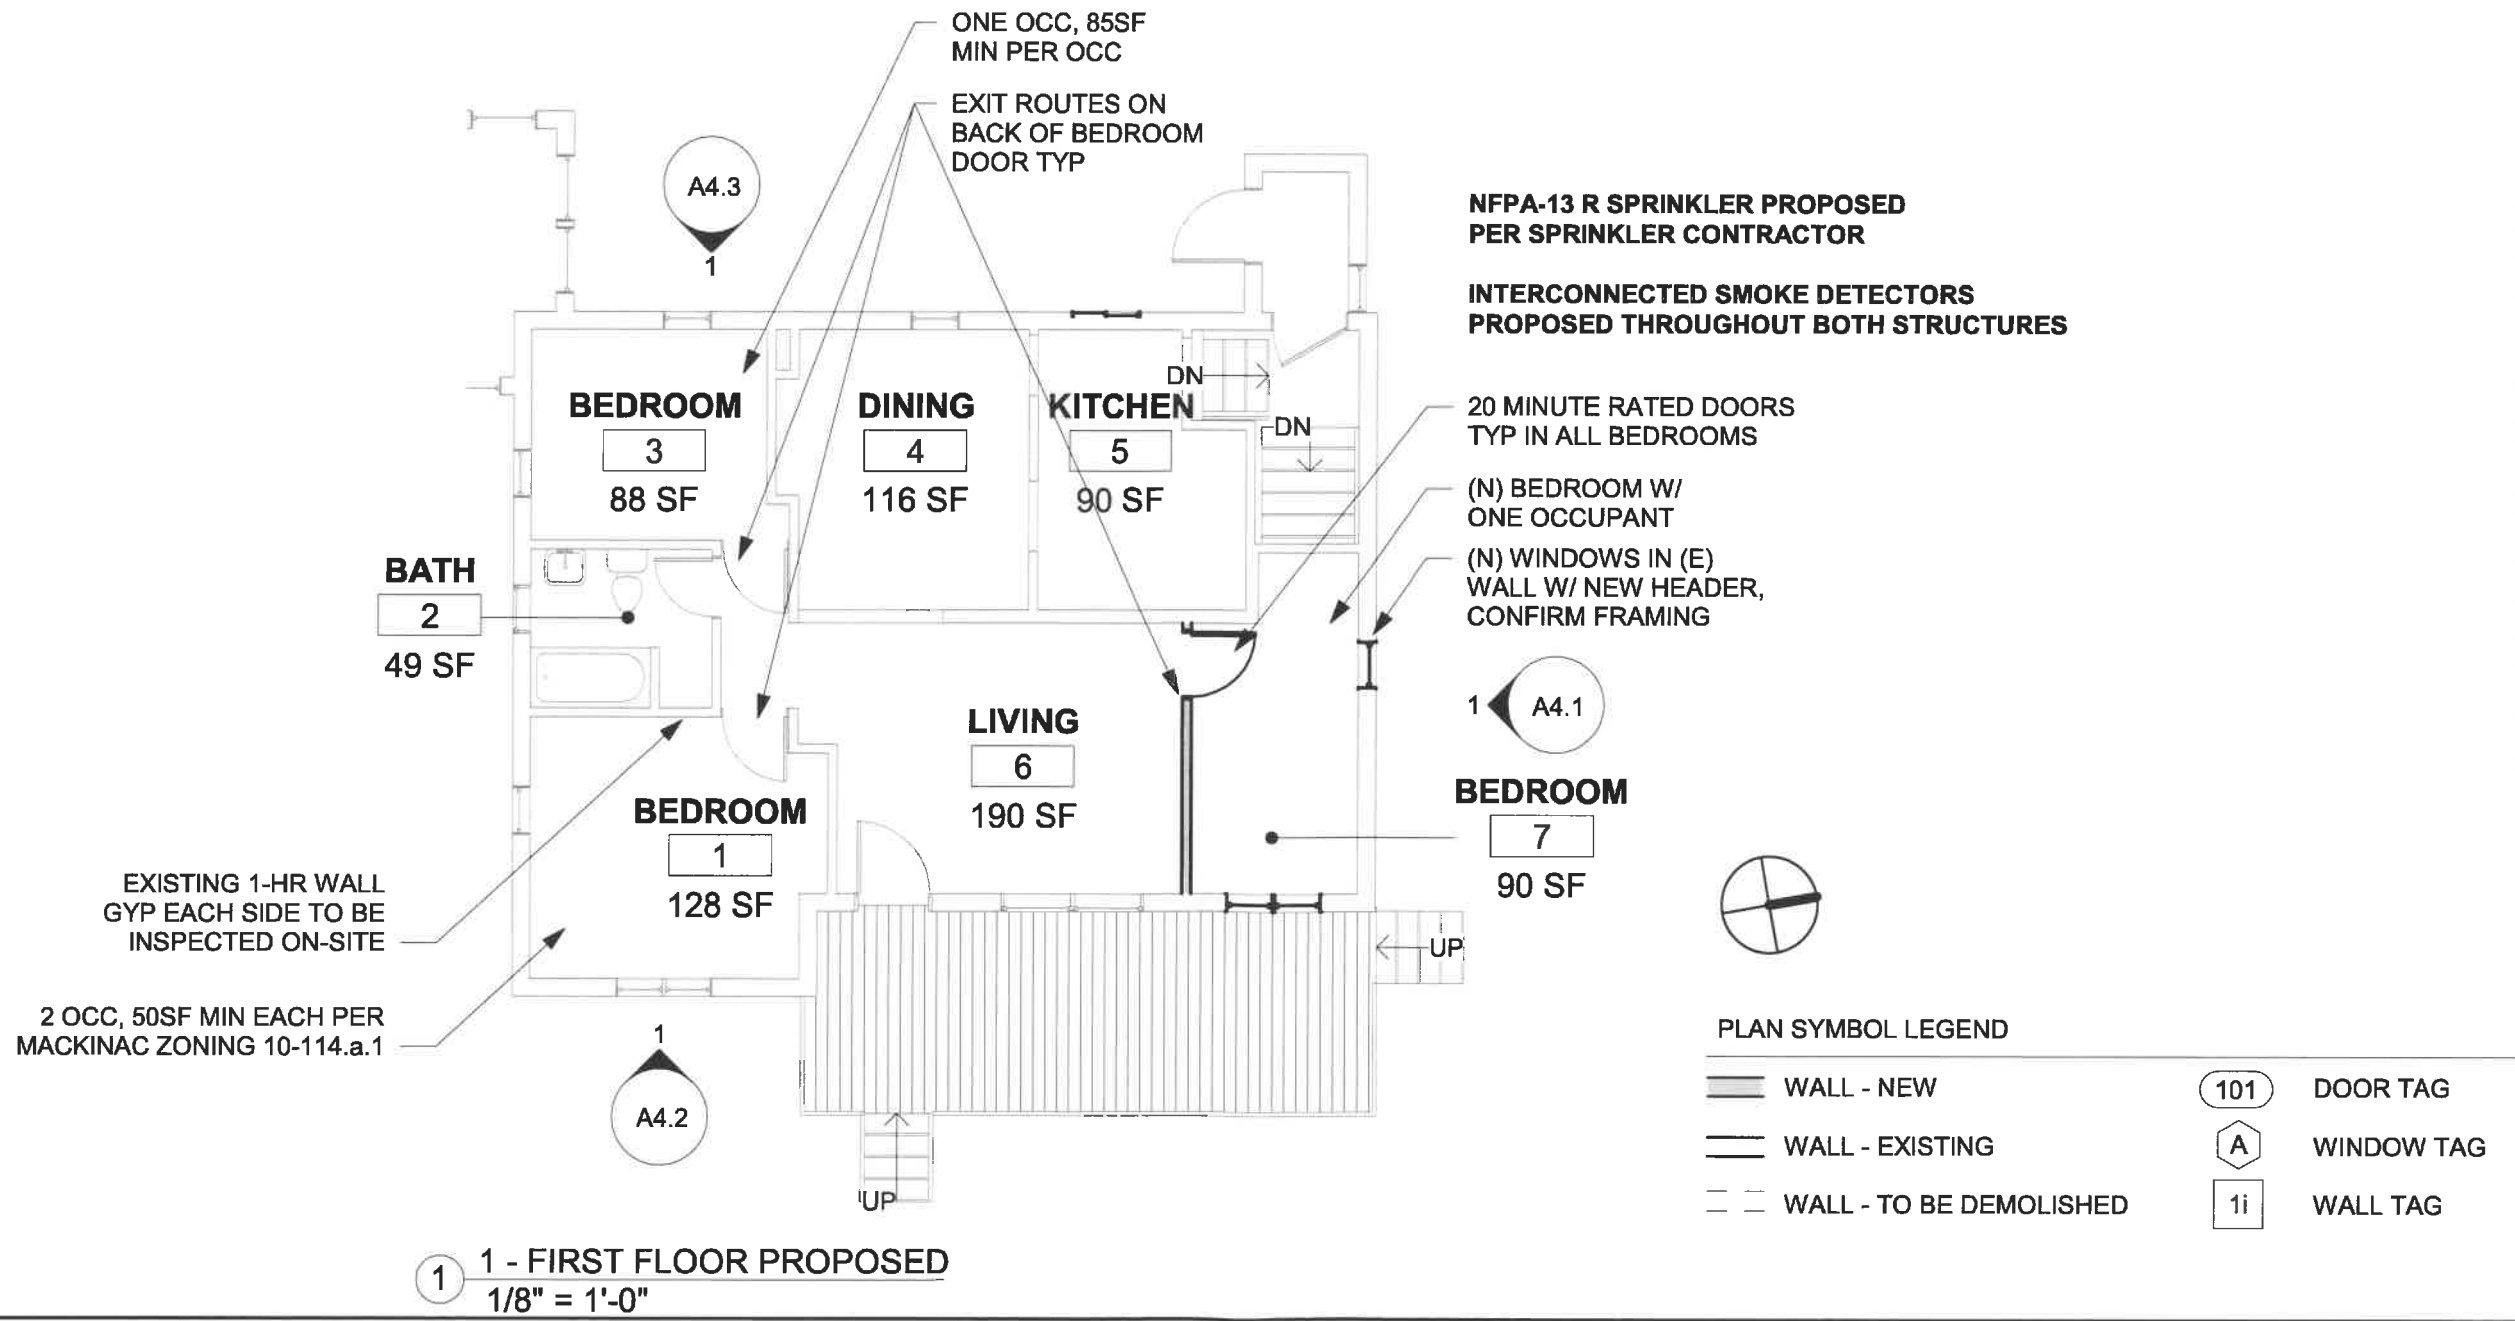 ONE OCC, 85SF
MIN PER OCC
EXIT ROUTES ON
BACK OF BEDROOM
DOOR TYP
A4.3
1
NFPA-13 R SPRINKLER PROPOSED
PER SPRINKLER CONTRACTOR
INTERCONNECTED SMOKE DETECTORS
PROPOSED THROUGHOUT BOTH STRUCTURES
BEDROOM
3
88 SF
DINING
4
116 SF
KITCHEN
5
90 SF
DN
DN
20 MINUTE RATED DOORS
TYP IN ALL BEDROOMS
(N) BEDROOM W/
ONE OCCUPANT
(N) WINDOWS IN (E)
WALL W/ NEW HEADER,
CONFIRM FRAMING
BATH
2
49 SF
1
A4.1
LIVING
6
190 SF
BEDROOM
1
128 SF
BEDROOM
7
90 SF
EXISTING 1-HR WALL
GYP EACH SIDE TO BE
INSPECTED ON-SITE
UP
2 OCC, 50SF MIN EACH PER
MACKINAC ZONING 10-114.a.1
1
A4.2
UP
PLAN SYMBOL LEGEND
WALL - NEW
101
DOOR TAG
WALL - EXISTING
A
WINDOW TAG
WALL - TO BE DEMOLISHED
1i
WALL TAG
1
1 - FIRST FLOOR PROPOSED
1/8" = 1'-0"